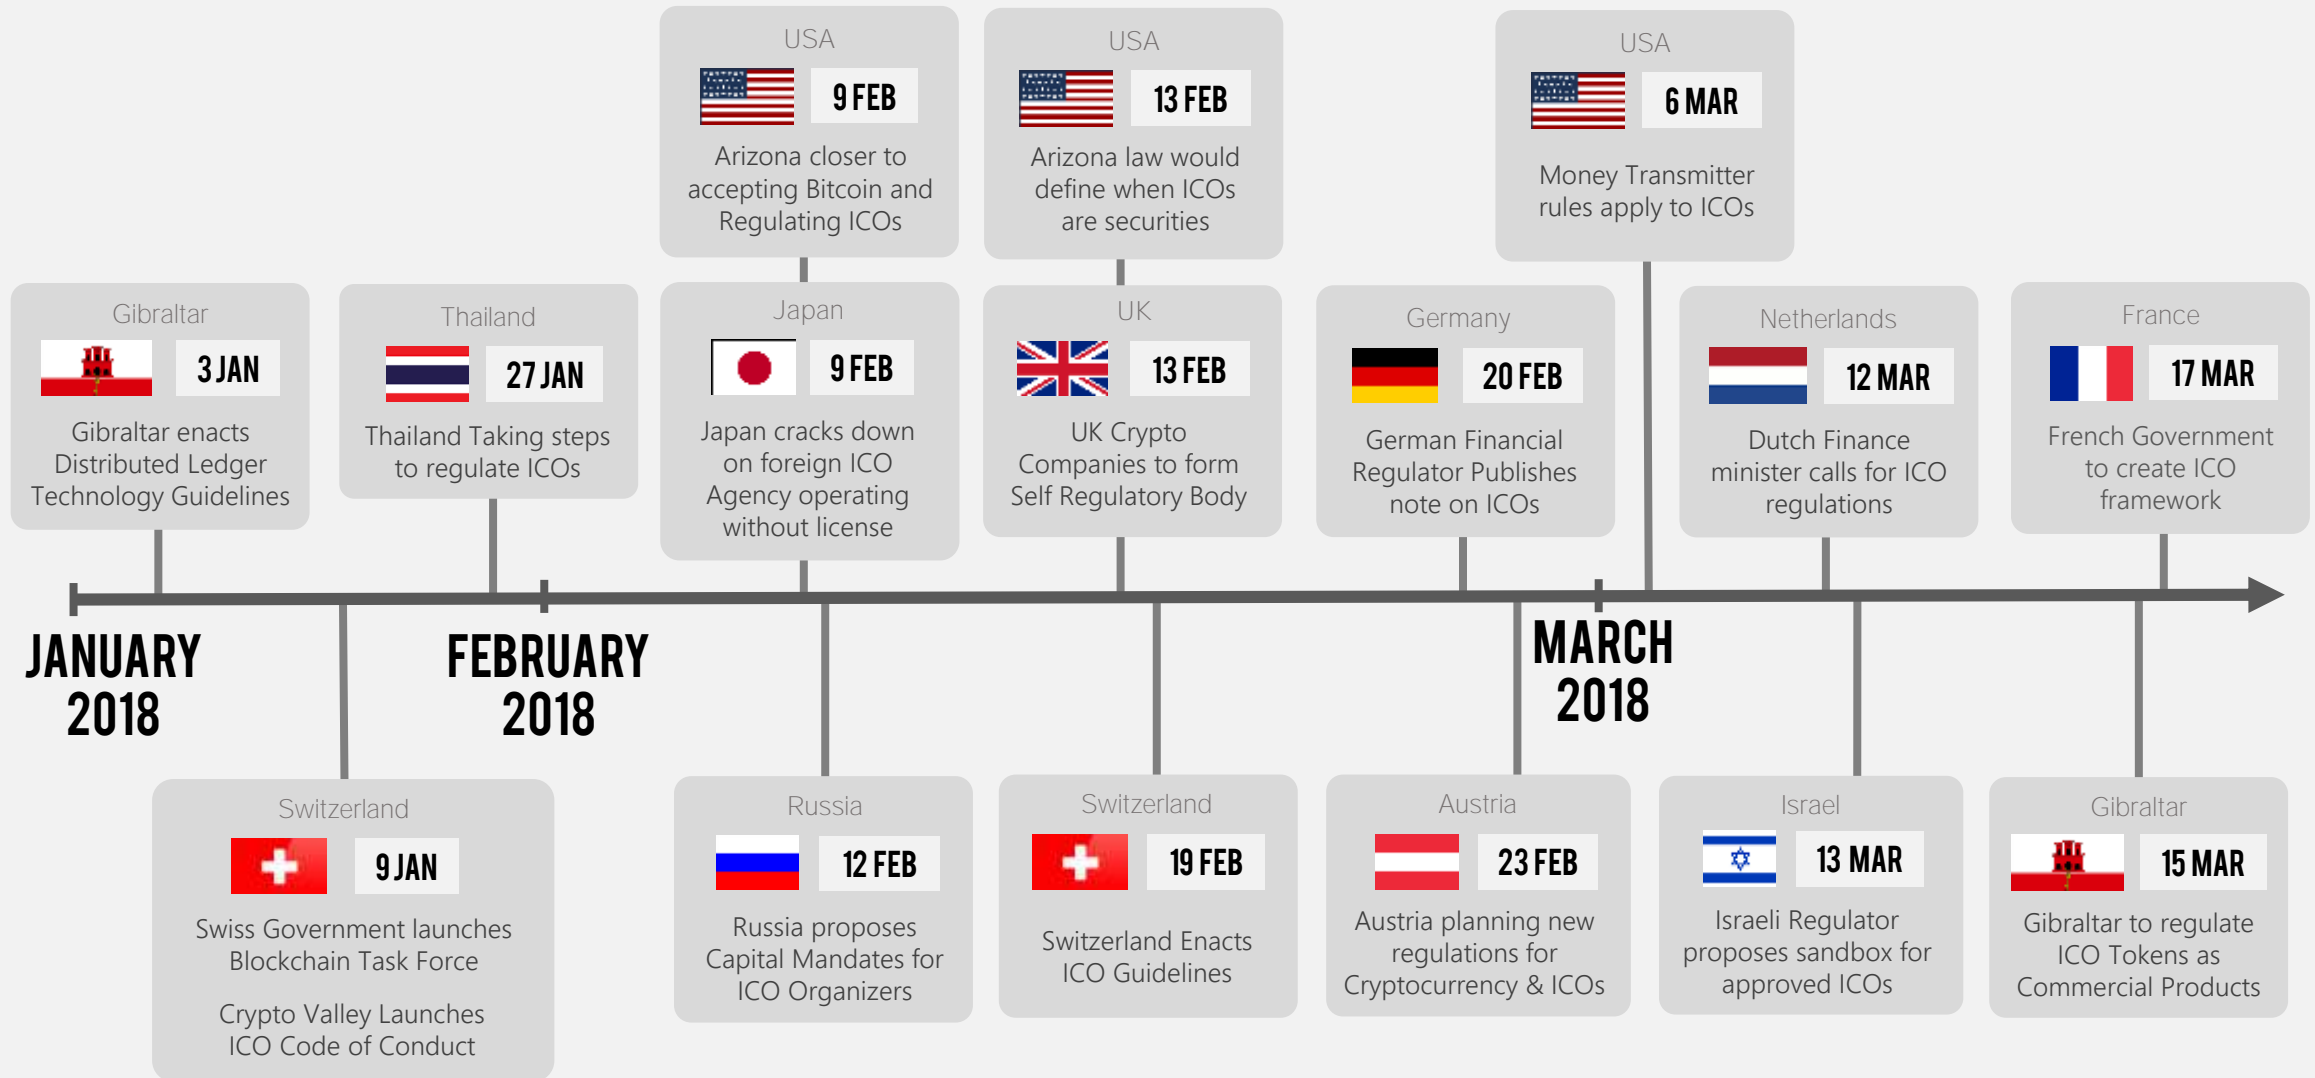 USA
9 FEB
Arizona closer to
accepting Bitcoin and
Regulating ICOs
USA
13 FEB
Arizona law would
define when ICOs
are securities
USA
6 MAR
Money Transmitter
rules apply to ICOs
Gibraltar
3 JAN
Gibraltar enacts
Distributed Ledger
Technology Guidelines
Thailand
27 JAN
Thailand Taking steps
to regulate ICOs
Japan
9 FEB
Japan cracks down
on foreign ICO
Agency operating
without license
UK
13 FEB
UK Crypto
Companies to form
Self Regulatory Body
Germany
20 FEB
German Financial
Regulator Publishes
note on ICOs
Netherlands
12 MAR
Dutch Finance
minister calls for ICO
regulations
France
17 MAR
French Government
to create ICO
framework
JANUARY
2018
FEBRUARY
2018
MARCH
2018
Switzerland
9 JAN
Swiss Government launches
Blockchain Task Force
Crypto Valley Launches
ICO Code of Conduct
Russia
12 FEB
Russia proposes
Capital Mandates for
ICO Organizers
Switzerland
19 FEB
Switzerland Enacts
ICO Guidelines
Austria
23 FEB
Austria planning new
regulations for
Cryptocurrency & ICOs
Israel
13 MAR
Israeli Regulator
proposes sandbox for
approved ICOs
Gibraltar
15 MAR
Gibraltar to regulate
ICO Tokens as
Commercial Products